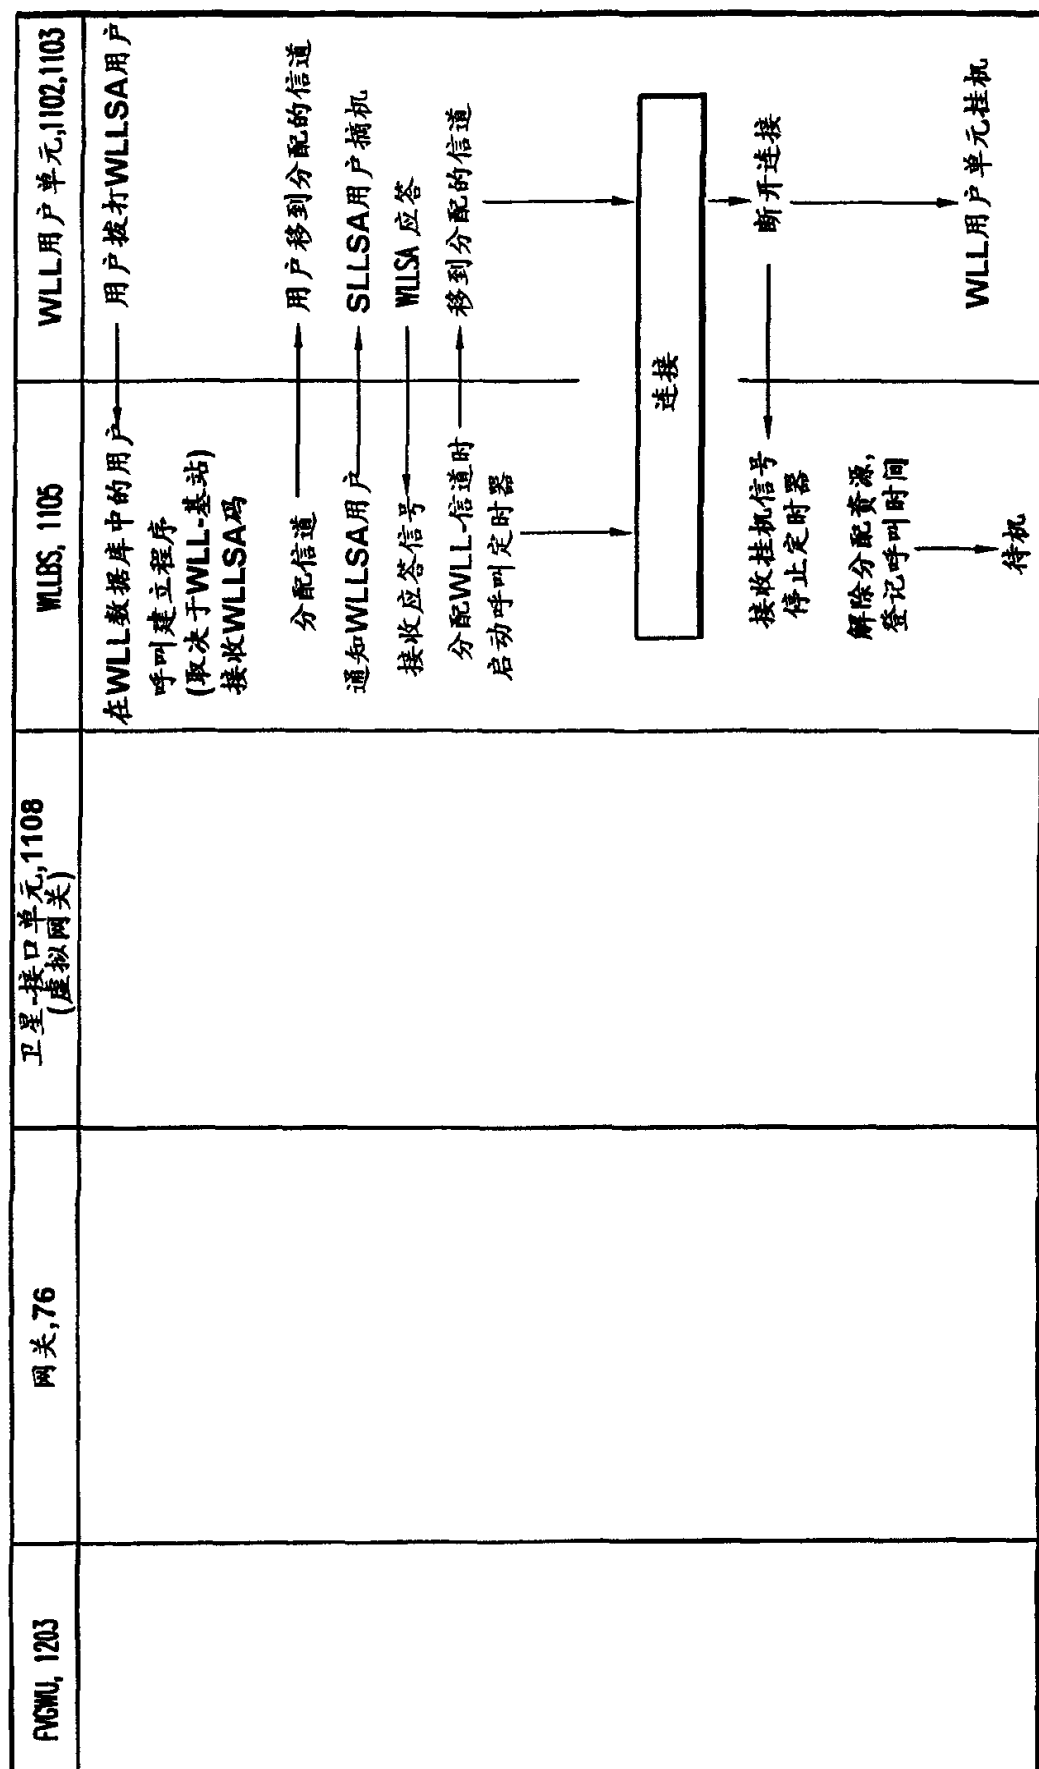 FVGWU, 1203
网关,76
卫星-接口单元,1108
(虚拟网关)
WLLBS, 1105
WLL用户单元,1102,1103
用户拨打WLLSA用户
在WLL数据库中的用户
呼叫建立程序
(取决于WLL-基站)
接收WLLSA码
分配信道
用户移到分配的信道
通知WLLSA用户
SLLSA用户摘机
WLLSA 应答
接收应答信号
分配WLL-信道时
启动呼叫定时器
移到分配的信道
连接
断开连接
接收挂机信号
停止定时器
WLL用户单元挂机
解除分配资源,
登记呼叫时间
待机